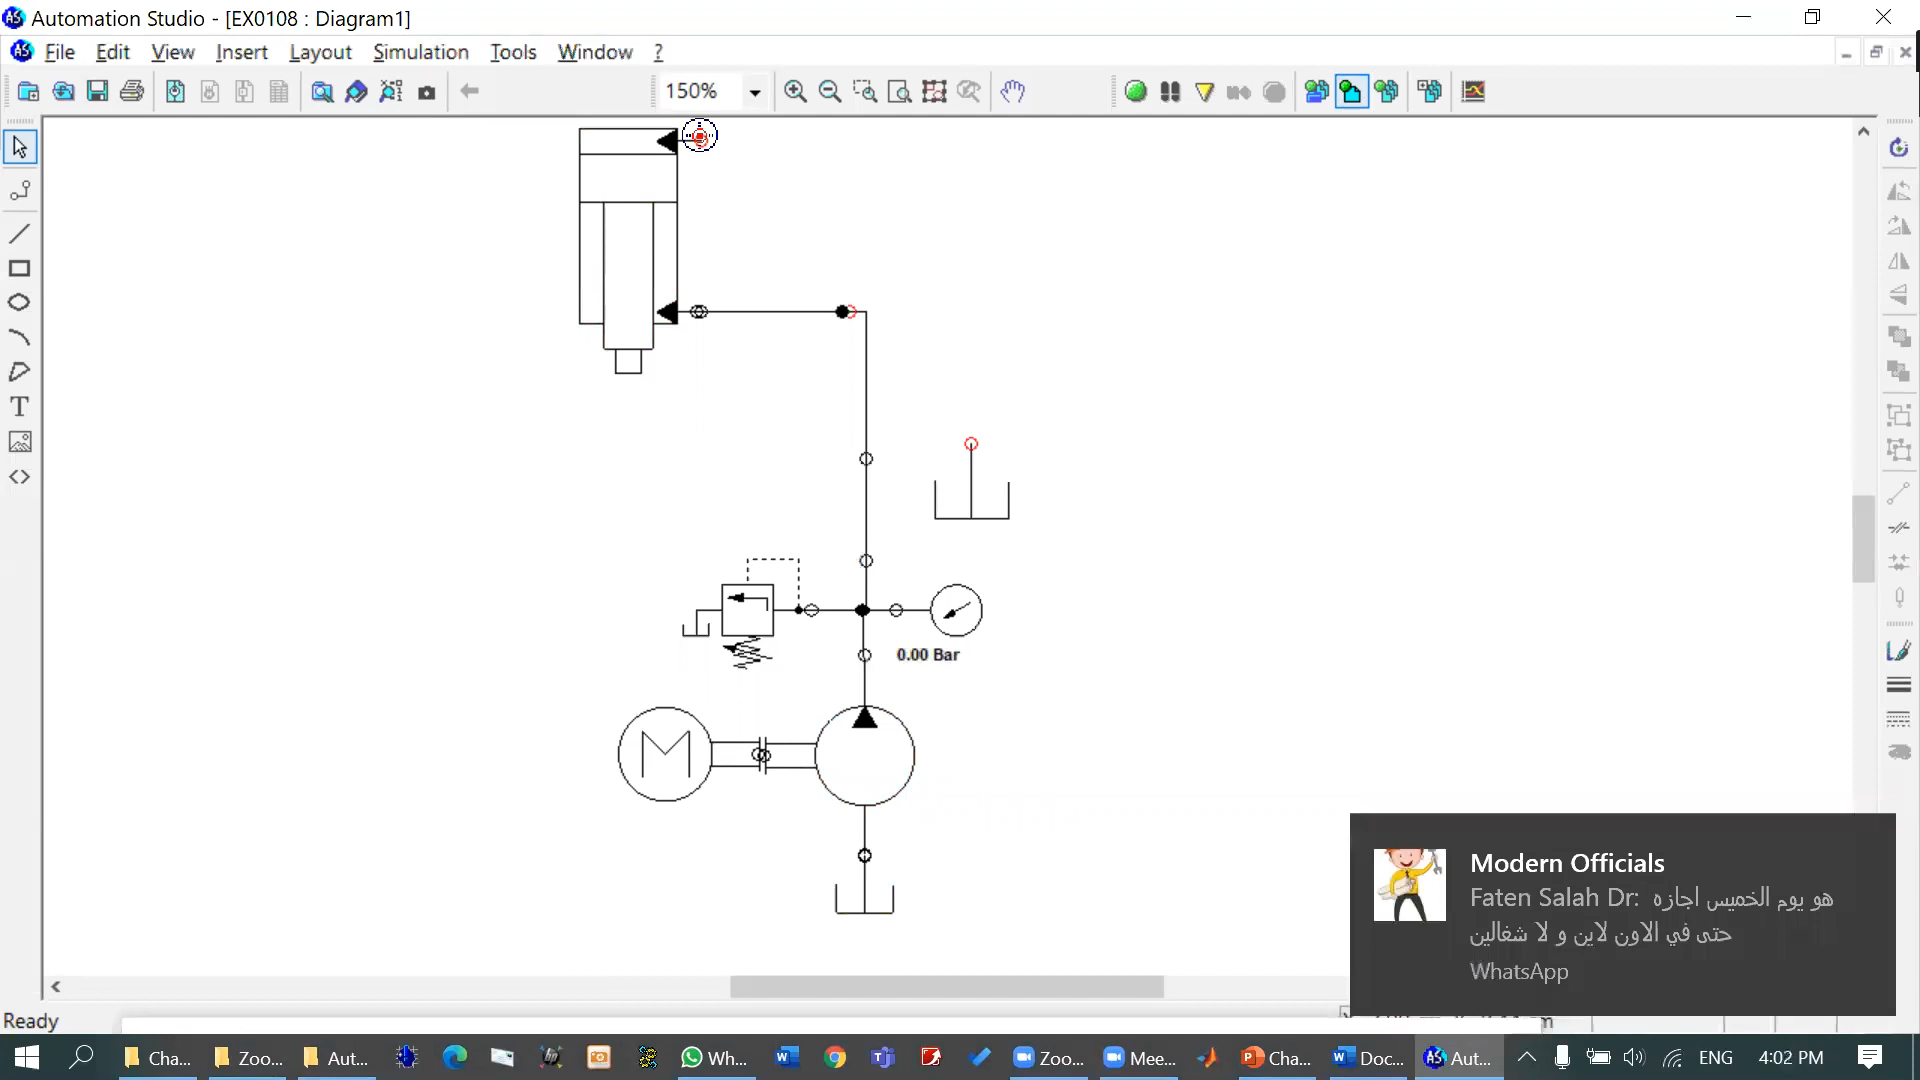 Automation Studio - [EX0108 : Diagram1]
File Edit View Insert Layout Simulation Tools Window ?
150%
0.00 Bar
M
T
Modern Officials
Faten Salah Dr: هو يوم الخميس اجازه
حتى في الاون لاين و لا شغالين
WhatsApp
Ready
Cha... Zoo... Aut... Wh... Zoo... Mee... Cha... Doc... Aut... ENG 4:02 PM